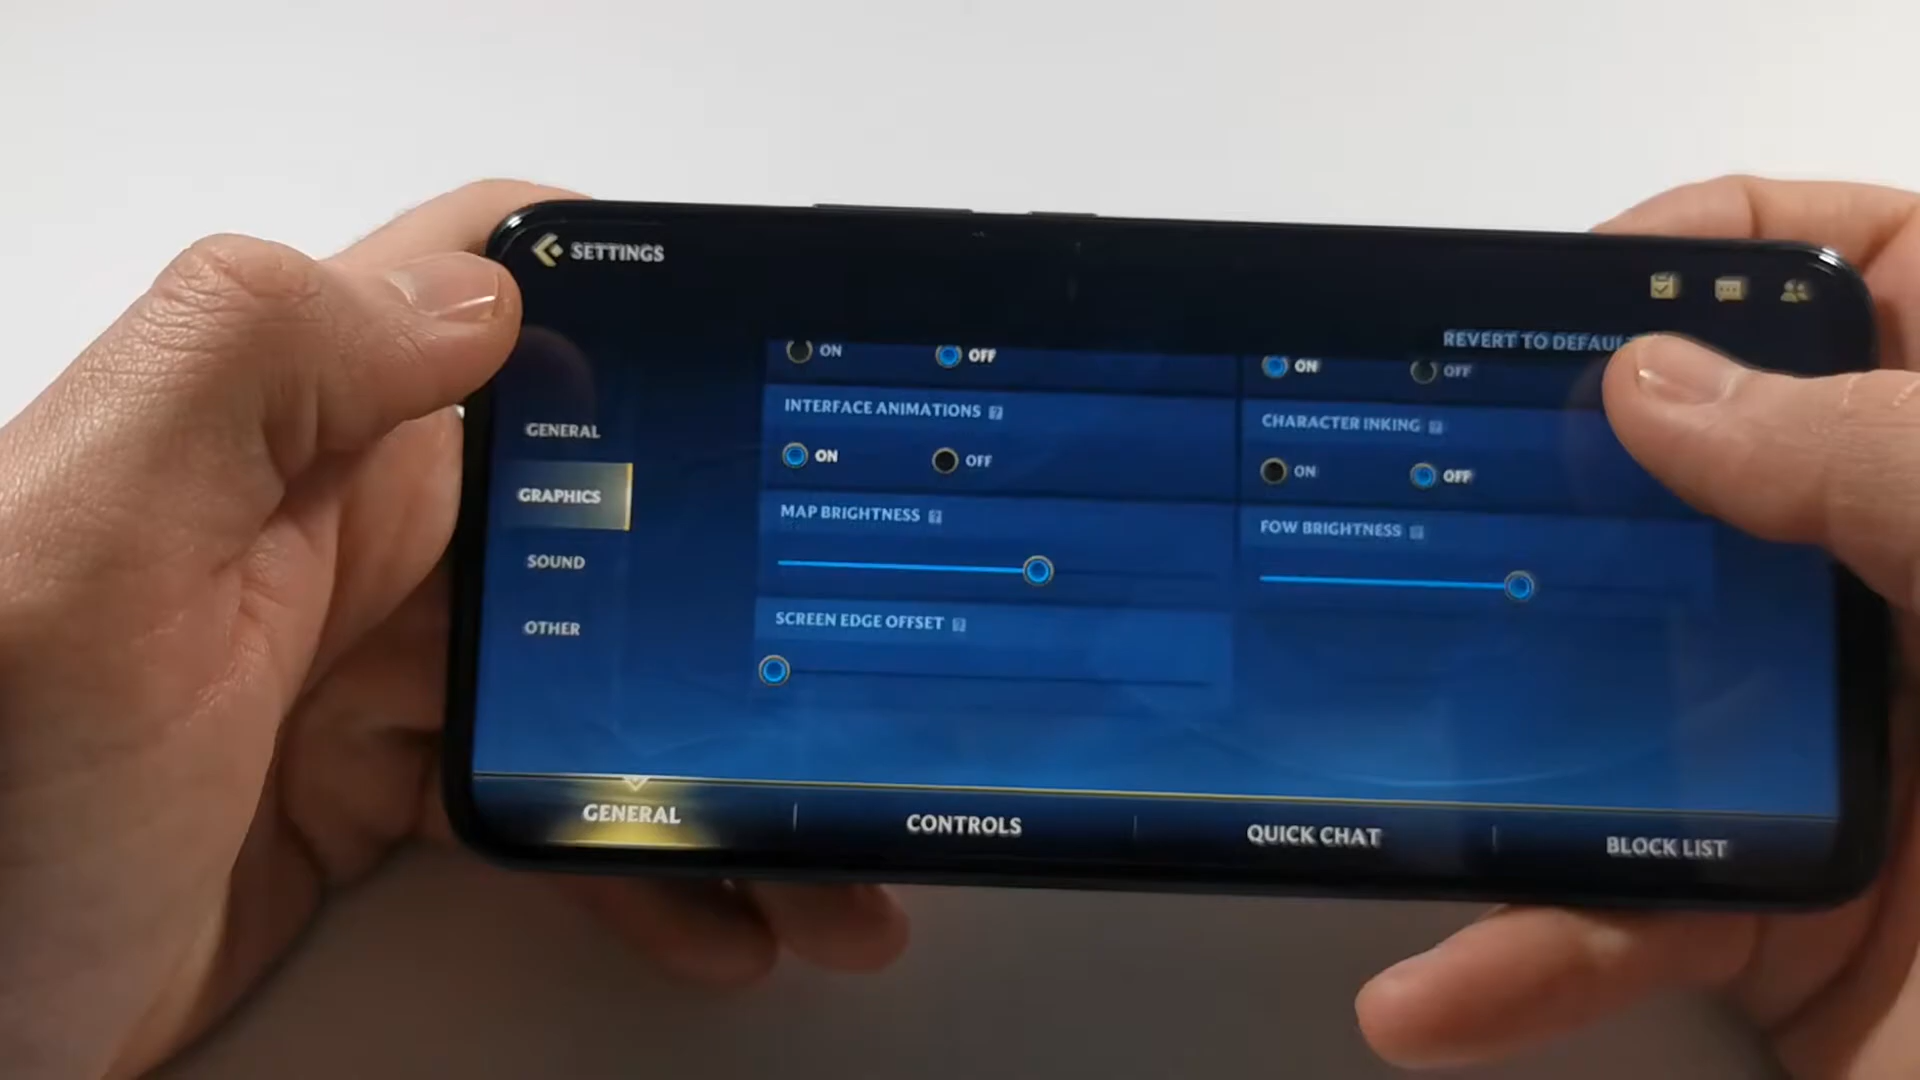 SETTINGS
REVERT TO DEFAU
ON OFF ON OFF
GENERAL
INTERFACE ANIMATIONS ? CHARACTER INKING ?
ON OFF ON OFF
GRAPHICS
MAP BRIGHTNESS ? FOW BRIGHTNESS ?
SOUND
SCREEN EDGE OFFSET ?
OTHER
GENERAL CONTROLS QUICK CHAT BLOCK LIST